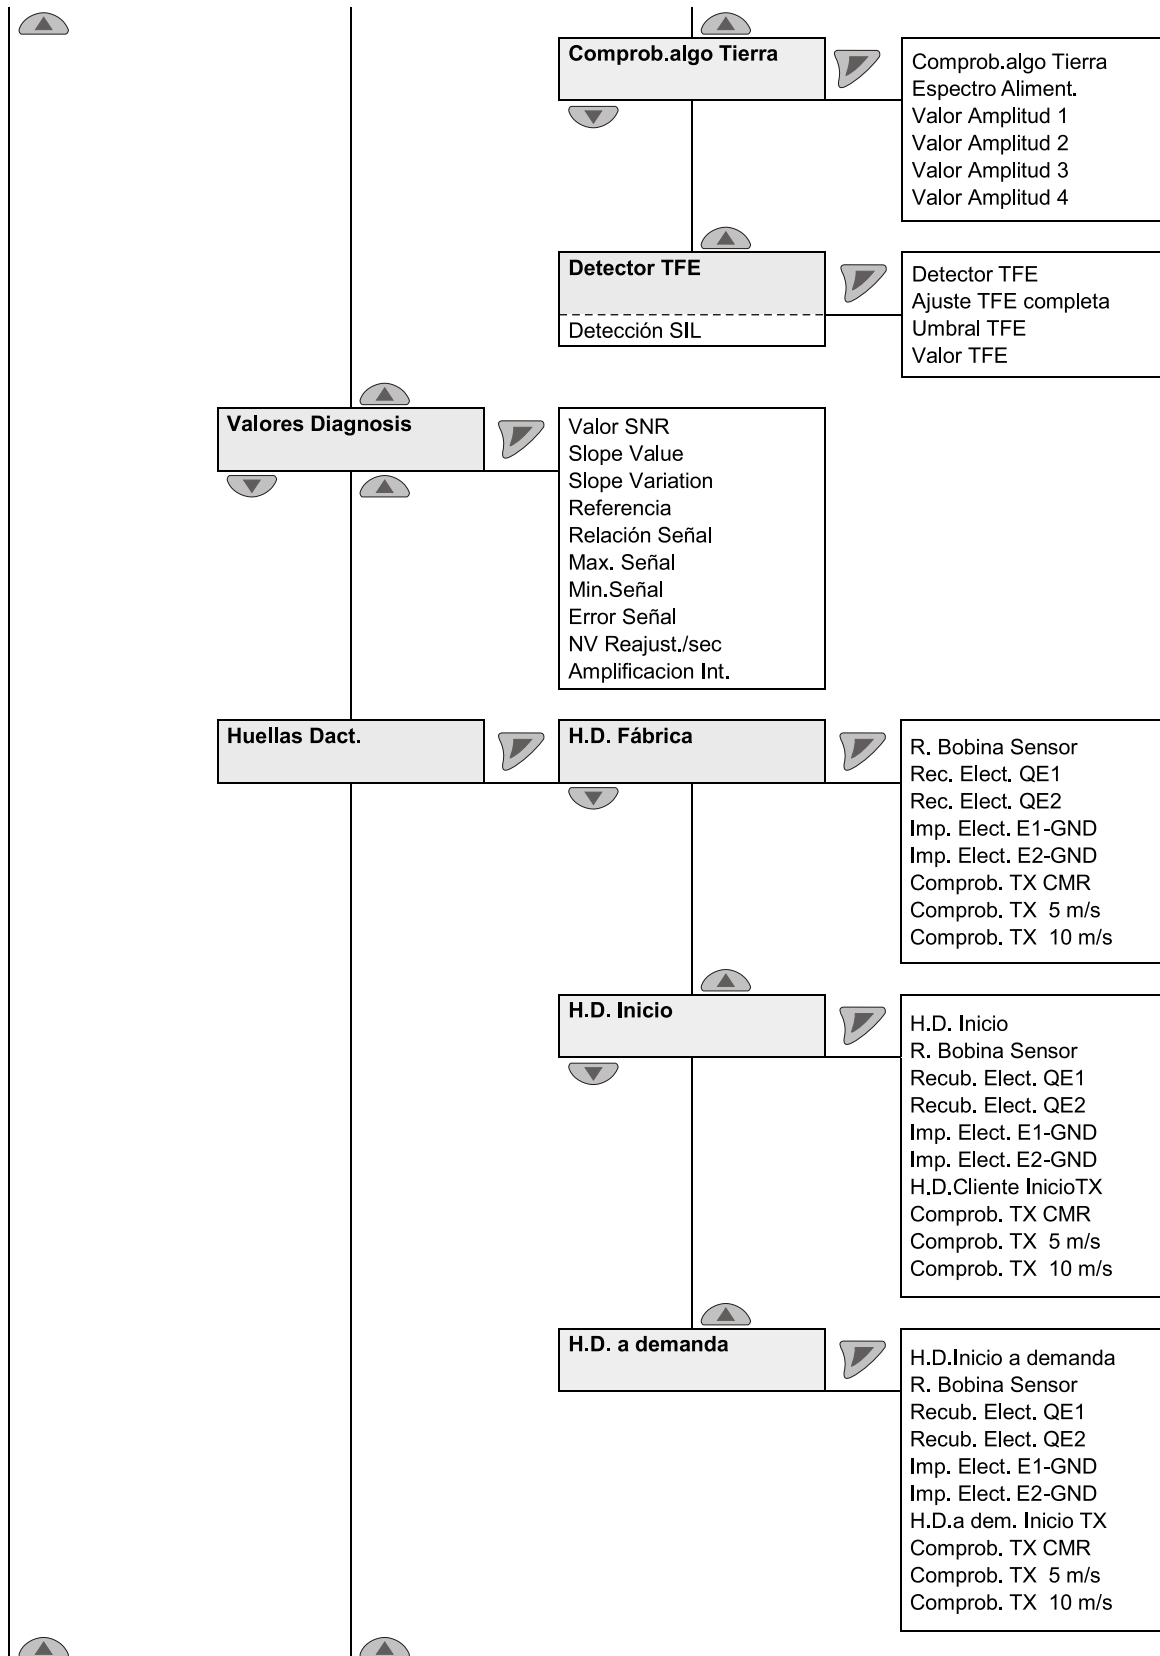 Comprob.algo Tierra
Comprob.algo Tierra
Espectro Aliment.
Valor Amplitud 1
Valor Amplitud 2
Valor Amplitud 3
Valor Amplitud 4
Detector TFE
Detección SIL
Detector TFE
Ajuste TFE completa
Umbral TFE
Valor TFE
Valores Diagnosis
Valor SNR
Slope Value
Slope Variation
Referencia
Relación Señal
Max. Señal
Min.Señal
Error Señal
NV Reajust./sec
Amplificacion Int.
Huellas Dact.
H.D. Fábrica
R. Bobina Sensor
Rec. Elect. QE1
Rec. Elect. QE2
Imp. Elect. E1-GND
Imp. Elect. E2-GND
Comprob. TX CMR
Comprob. TX 5 m/s
Comprob. TX 10 m/s
H.D. Inicio
H.D. Inicio
R. Bobina Sensor
Recub. Elect. QE1
Recub. Elect. QE2
Imp. Elect. E1-GND
Imp. Elect. E2-GND
H.D.Cliente InicioTX
Comprob. TX CMR
Comprob. TX 5 m/s
Comprob. TX 10 m/s
H.D. a demanda
H.D.Inicio a demanda
R. Bobina Sensor
Recub. Elect. QE1
Recub. Elect. QE2
Imp. Elect. E1-GND
Imp. Elect. E2-GND
H.D.a dem. Inicio TX
Comprob. TX CMR
Comprob. TX 5 m/s
Comprob. TX 10 m/s